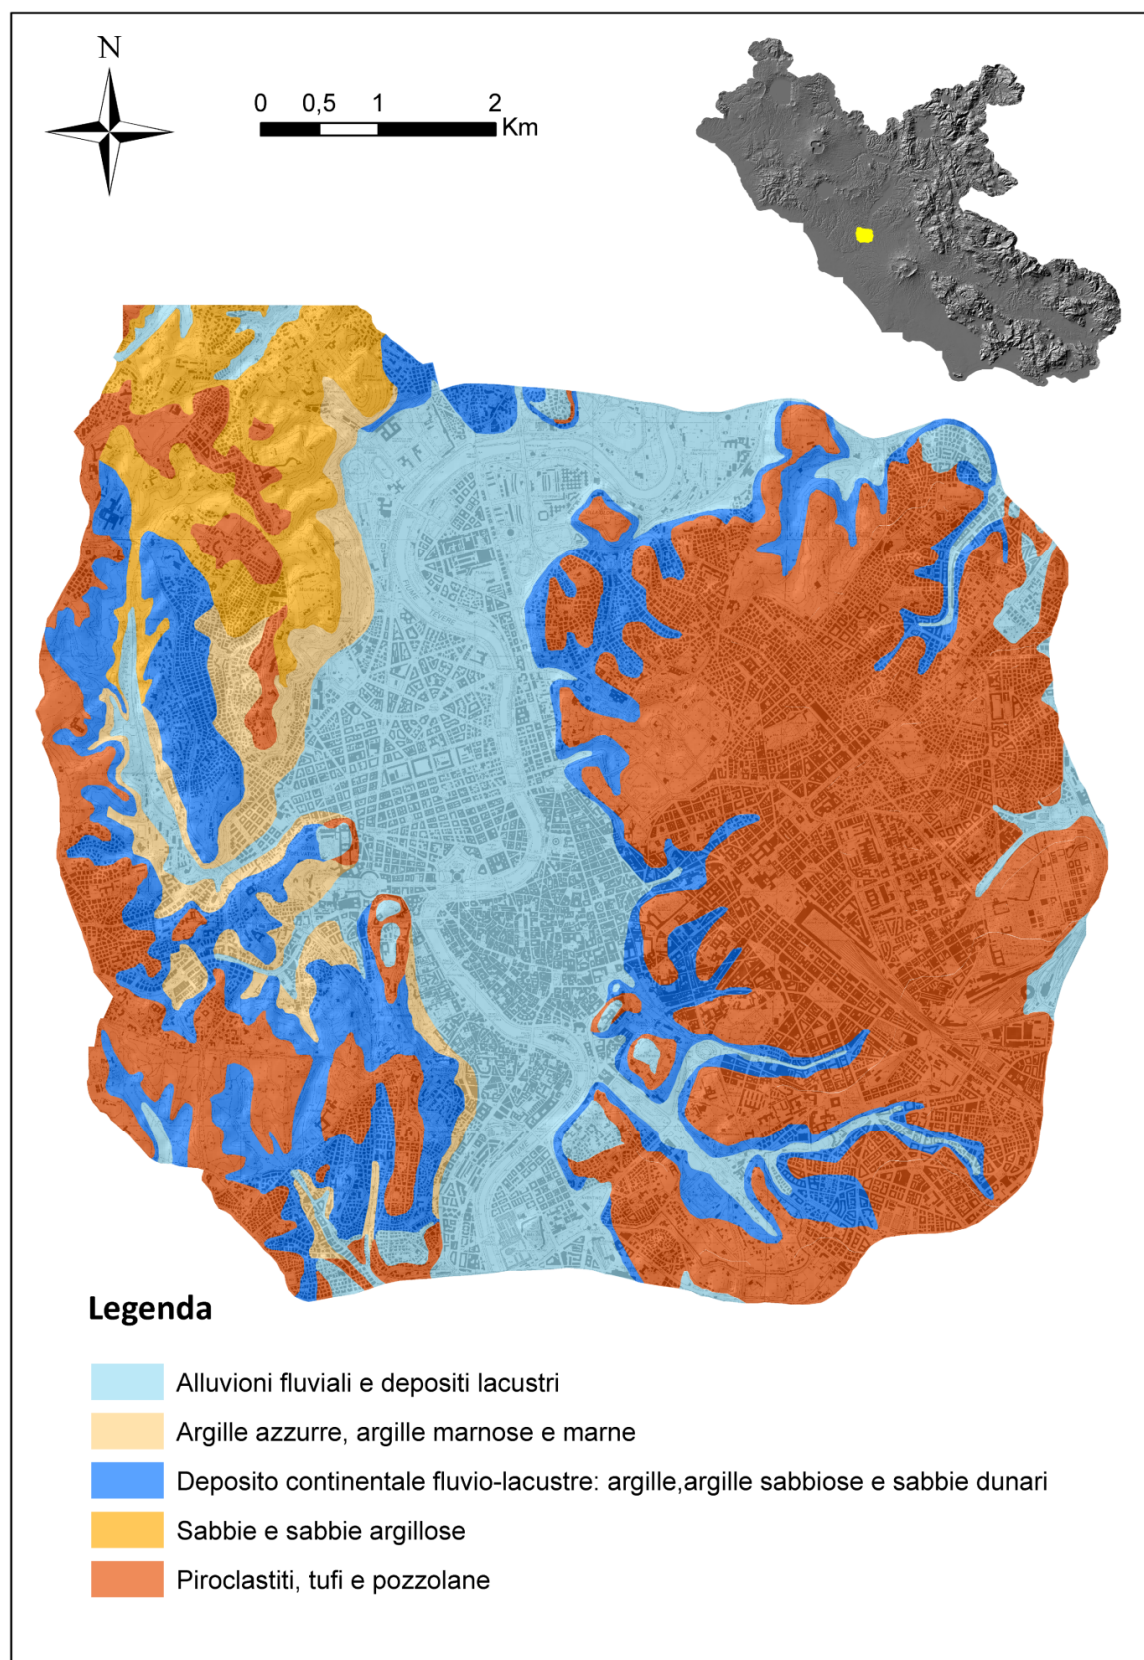 N
0 0,5 1 2
Km
Legenda
Alluvioni fluviali e depositi lacustri
Argille azzurre, argille marnose e marne
Deposito continentale fluvio-lacustre: argille,argille sabbiose e sabbie dunari
Sabbie e sabbie argillose
Piroclastiti, tufi e pozzolane